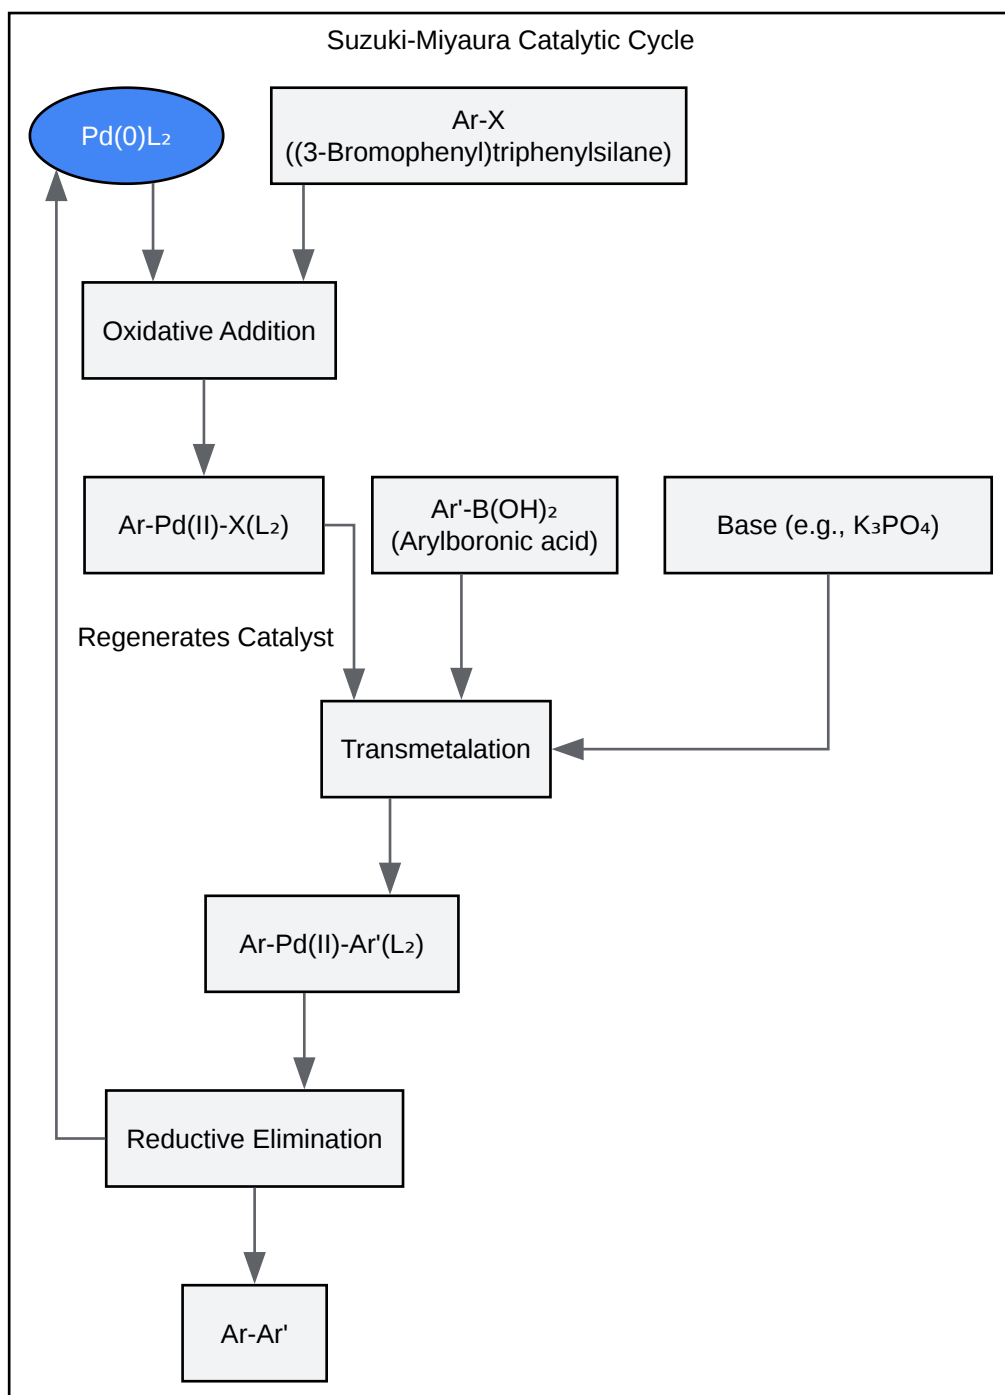 Suzuki-Miyaura Catalytic Cycle
Pd(0)L₂
Ar-X
((3-Bromophenyl)triphenylsilane)
Oxidative Addition
Ar-Pd(II)-X(L₂)
Ar'-B(OH)₂
(Arylboronic acid)
Base (e.g., K₃PO₄)
Regenerates Catalyst
Transmetalation
Ar-Pd(II)-Ar'(L₂)
Reductive Elimination
Ar-Ar'